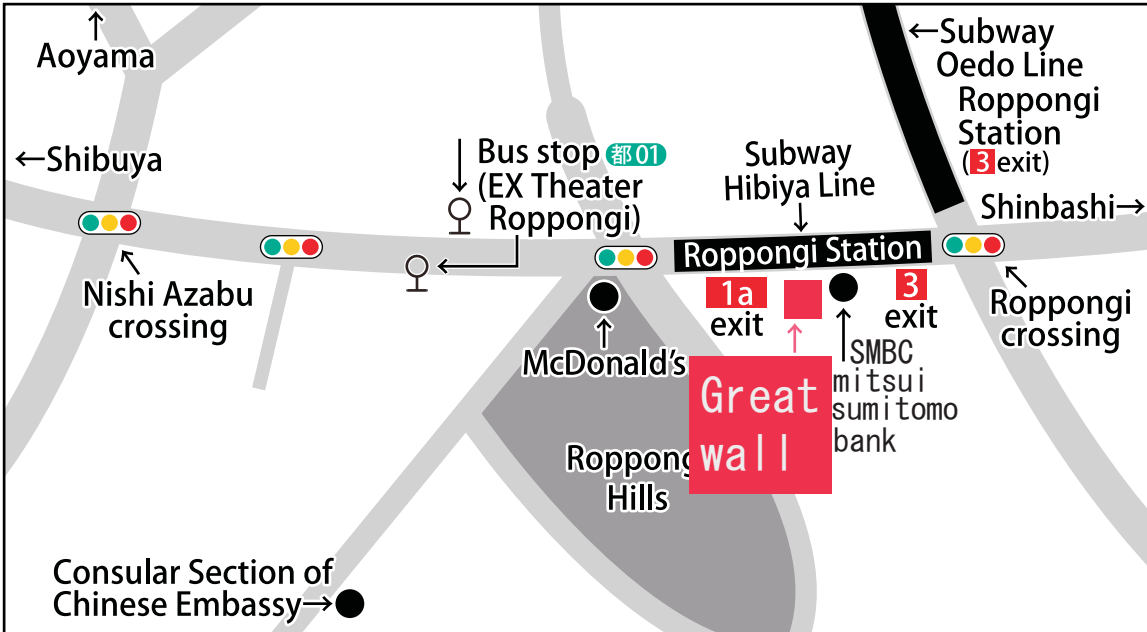 ↑
Aoyama
←Shibuya
Nishi Azabu
crossing
Bus stop 都01
(EX Theater
Roppongi)
Subway
Hibiya Line
←Subway
Oedo Line
Roppongi
Station
(3 exit)
Shinbashi→
Roppongi Station
1a
exit
3
exit
Roppongi
crossing
McDonald's
SMBC
mitsui
sumitomo
bank
Great
wall
Roppong
Hills
Consular Section of
Chinese Embassy→